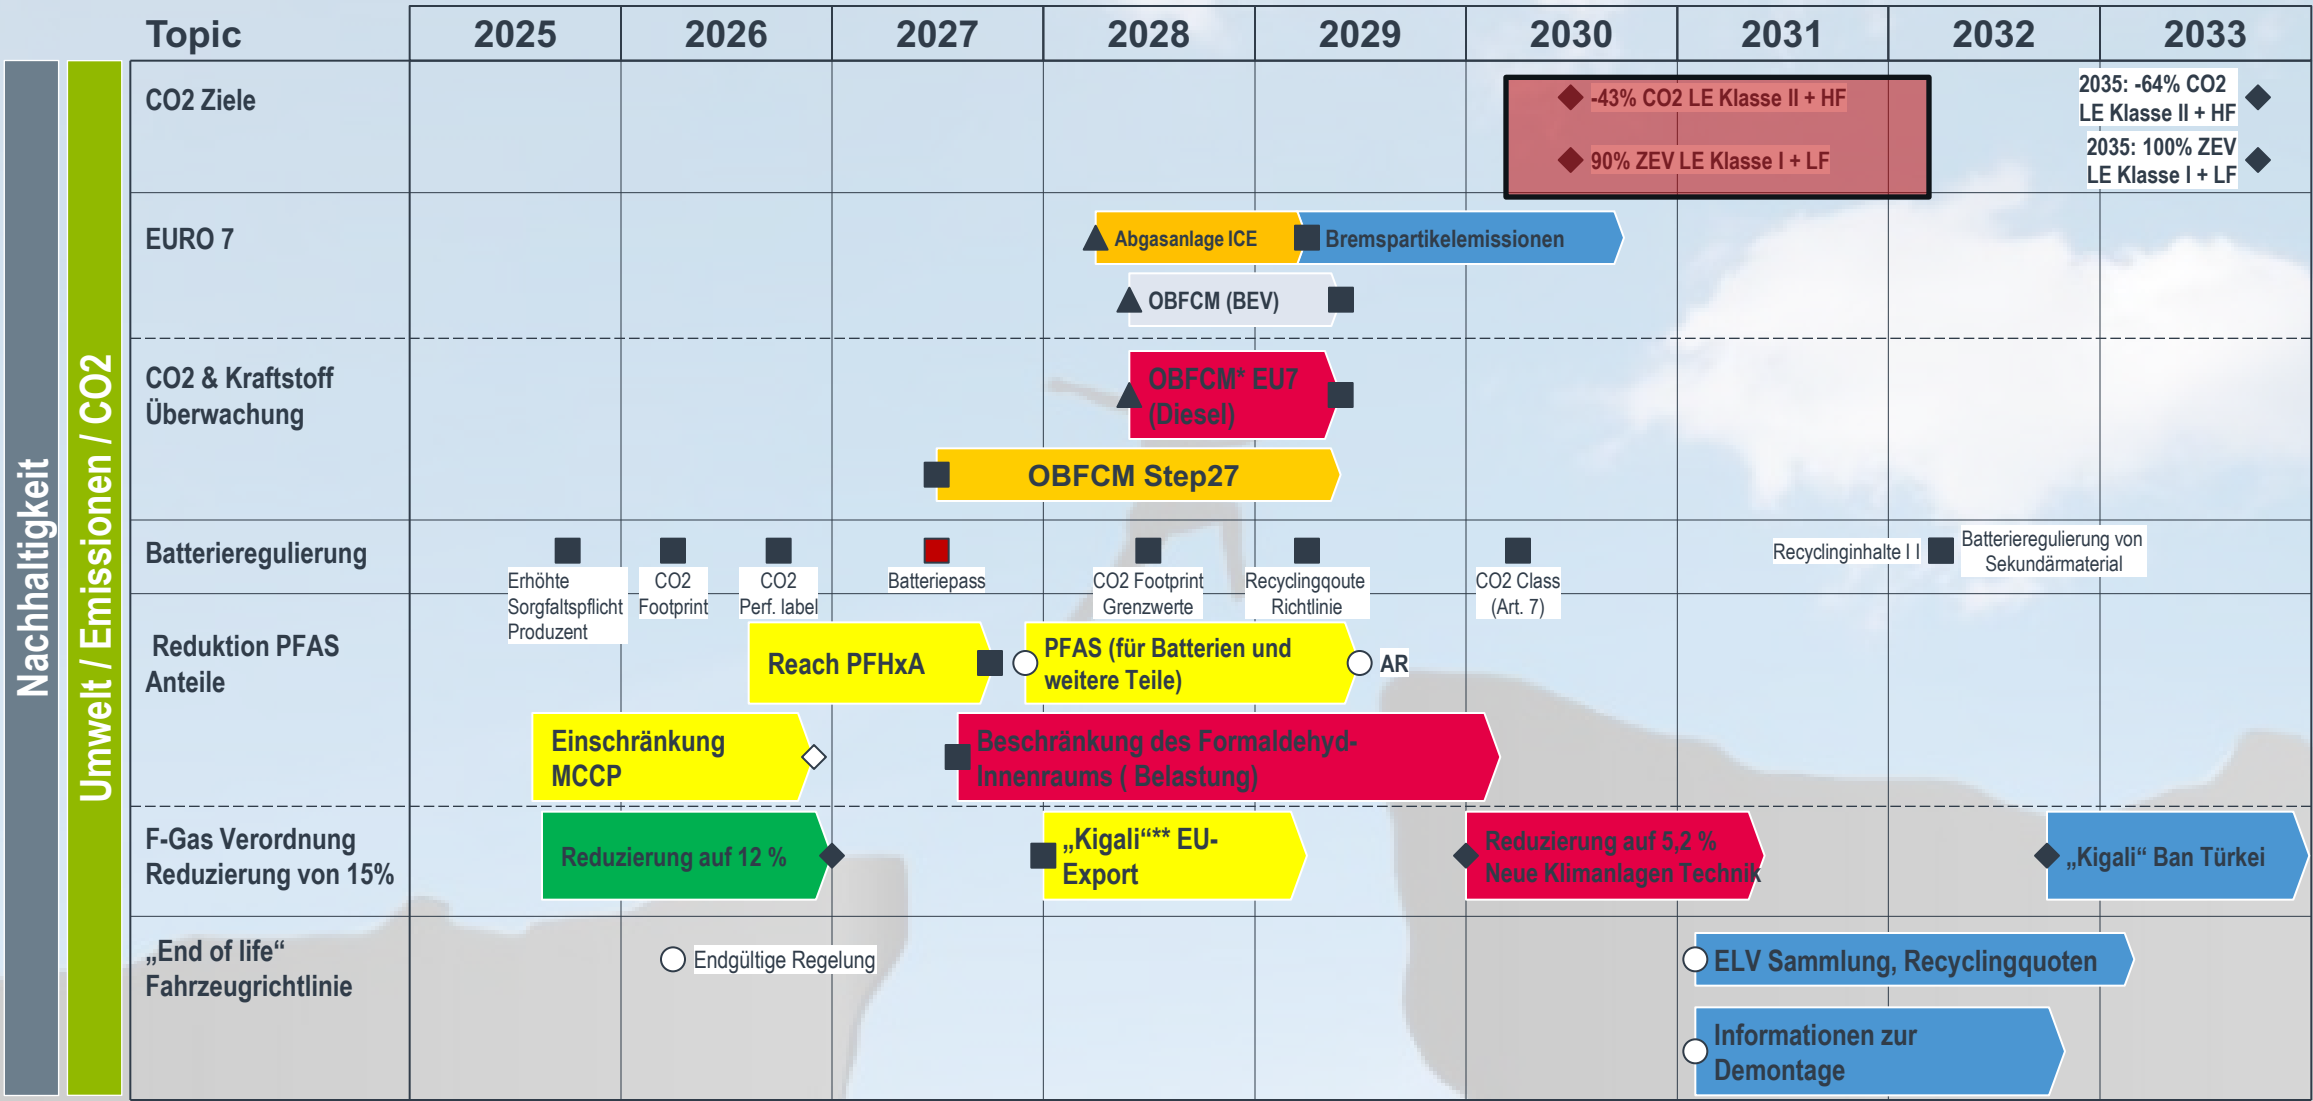 Topic
2025
2026
2027
2028
2029
2030
2031
2032
2033
Nachhaltigkeit
Umwelt / Emissionen / CO2
CO2 Ziele
-43% CO2 LE Klasse II + HF
90% ZEV LE Klasse I + LF
2035: -64% CO2
LE Klasse II + HF
2035: 100% ZEV
LE Klasse I + LF
EURO 7
Abgasanlage ICE
Bremspartikelemissionen
OBFCM (BEV)
CO2 & Kraftstoff
Überwachung
OBFCM* EU7
(Diesel)
OBFCM Step27
Batterieregulierung
Erhöhte
Sorgfaltspflicht
Produzent
CO2
Footprint
CO2
Perf. label
Batteriepass
CO2 Footprint
Grenzwerte
Recyclingqoute
Richtlinie
CO2 Class
(Art. 7)
Recyclinginhalte I I
Batterieregulierung von
Sekundärmaterial
Reduktion PFAS
Anteile
Reach PFHxA
PFAS (für Batterien und
weitere Teile)
AR
Einschränkung
MCCP
Beschränkung des Formaldehyd-
Innenraums ( Belastung)
F-Gas Verordnung
Reduzierung von 15%
Reduzierung auf 12 %
„Kigali“** EU-
Export
Reduzierung auf 5,2 %
Neue Klimanlagen Technik
„Kigali“ Ban Türkei
„End of life“
Fahrzeugrichtlinie
Endgültige Regelung
ELV Sammlung, Recyclingquoten
Informationen zur
Demontage